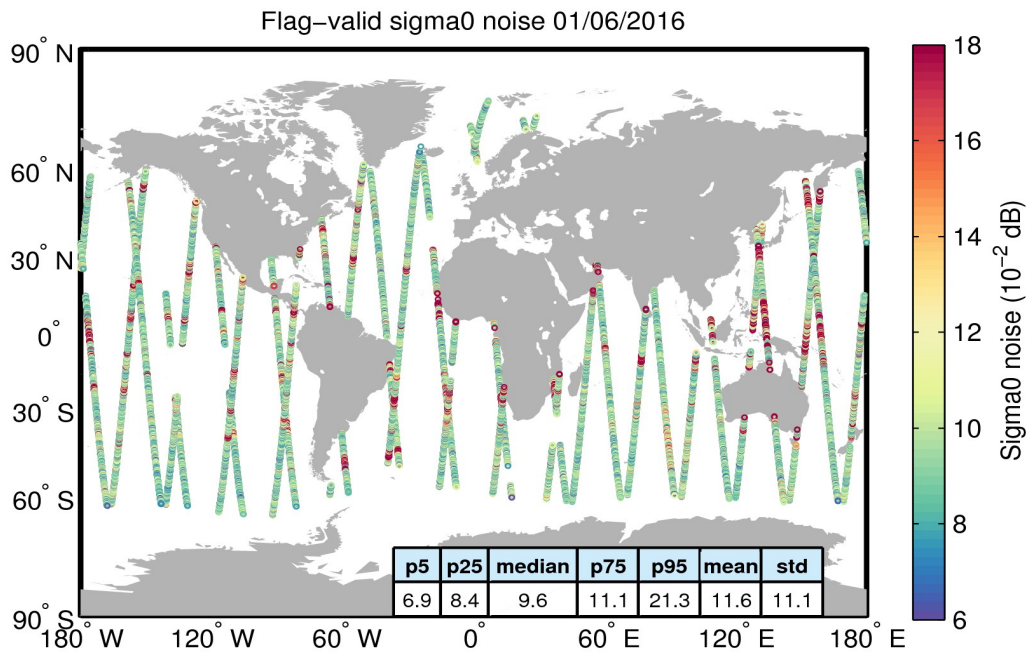 Flag−valid sigma0 noise 01/06/2016
90° N
60° N
30° N
0°
30° S
60° S
90° S
180° W 120° W 60° W 0° 60° E 120° E 180° E
p5 p25 median p75 p95 mean std
6.9 8.4 9.6 11.1 21.3 11.6 11.1
18
16
14
12
10
8
6
Sigma0 noise (10⁻² dB)